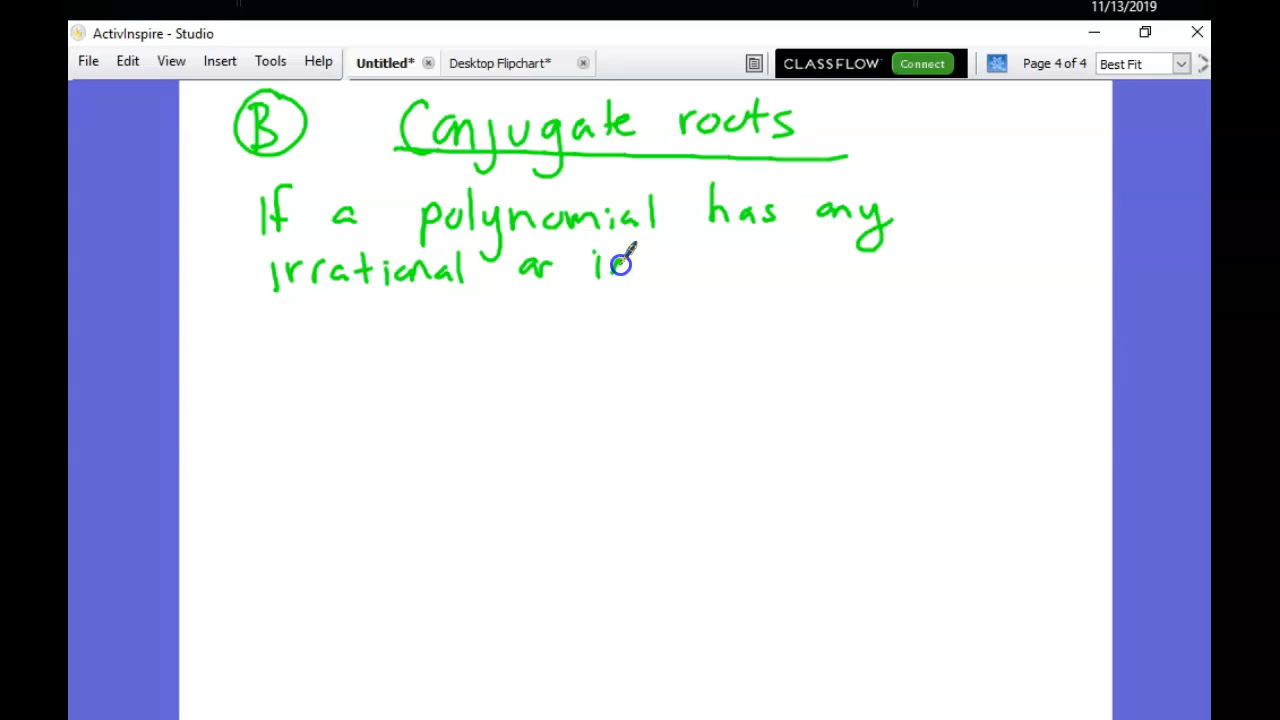 11/13/2019
ActivInspire - Studio
File Edit View Insert Tools Help Untitled* Desktop Flipchart* CLASSFLOW Connect Page 4 of 4 Best Fit
B Conjugate roots
If a polynomial has any
irrational or